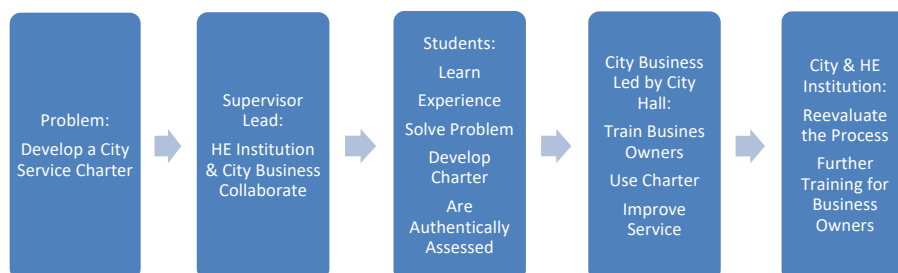 Problem:
Develop a City
Service Charter
Supervisor
Lead:
HE Institution
& City Business
Collaborate
Students:
Learn
Experience
Solve Problem
Develop
Charter
Are
Authentically
Assessed
City Business
Led by City
Hall:
Train Busines
Owners
Use Charter
Improve
Service
City & HE
Institution:
Reevaluate
the Process
Further
Training for
Business
Owners